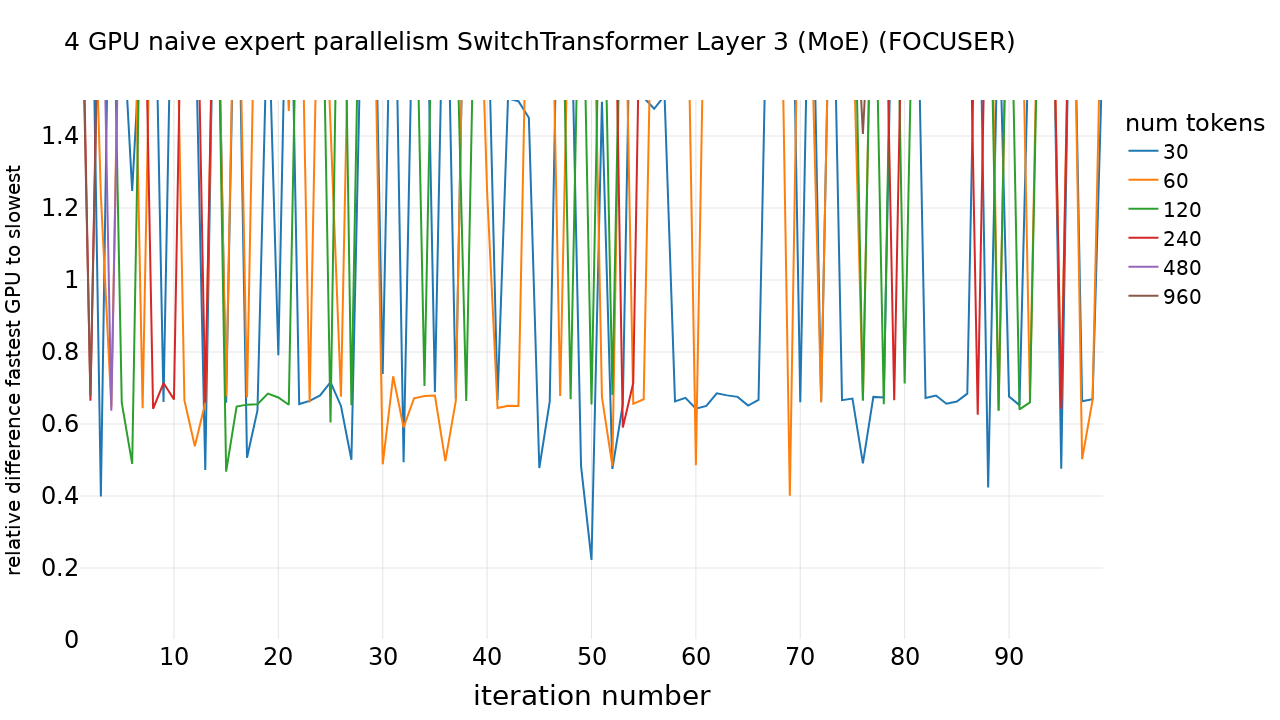 4 GPU naive expert parallelism SwitchTransformer Layer 3 (MoE) (FOCUSER)
relative difference fastest GPU to slowest
1.4
1.2
1
0.8
0.6
0.4
0.2
0
10 20 30 40 50 60 70 80 90
iteration number
num tokens
30
60
120
240
480
960